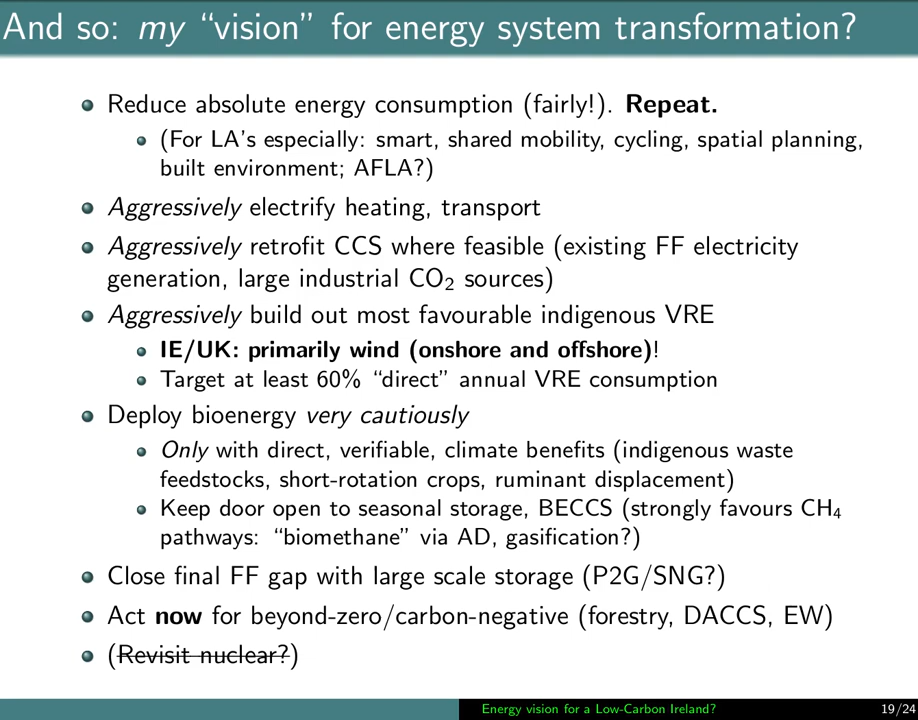 And so: my “vision” for energy system transformation?
Reduce absolute energy consumption (fairly!). Repeat.
(For LA’s especially: smart, shared mobility, cycling, spatial planning,
built environment; AFLA?)
Aggressively electrify heating, transport
Aggressively retrofit CCS where feasible (existing FF electricity
generation, large industrial CO₂ sources)
Aggressively build out most favourable indigenous VRE
IE/UK: primarily wind (onshore and offshore)!
Target at least 60% “direct” annual VRE consumption
Deploy bioenergy very cautiously
Only with direct, verifiable, climate benefits (indigenous waste
feedstocks, short-rotation crops, ruminant displacement)
Keep door open to seasonal storage, BECCS (strongly favours CH₄
pathways: “biomethane” via AD, gasification?)
Close final FF gap with large scale storage (P2G/SNG?)
Act now for beyond-zero/carbon-negative (forestry, DACCS, EW)
(Revisit nuclear?)
Energy vision for a Low-Carbon Ireland? 19/24